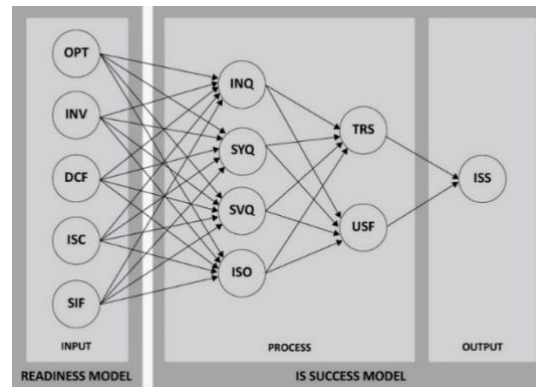 OPT
INV
DCF
ISC
SIF
INQ
SYQ
SVQ
ISO
TRS
USF
ISS
INPUT
PROCESS
OUTPUT
READINESS MODEL
IS SUCCESS MODEL